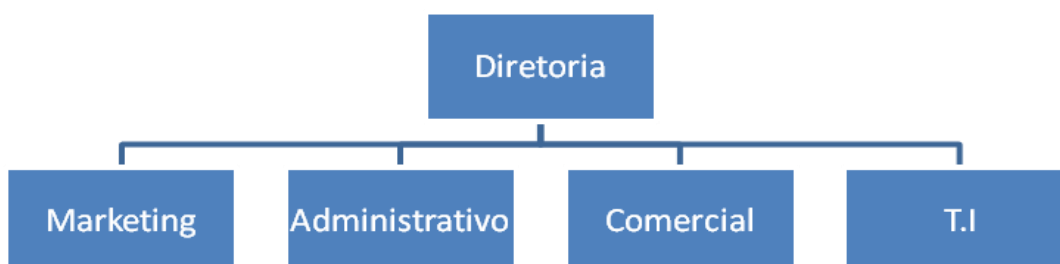 Diretoria
Marketing
Administrativo
Comercial
T.I